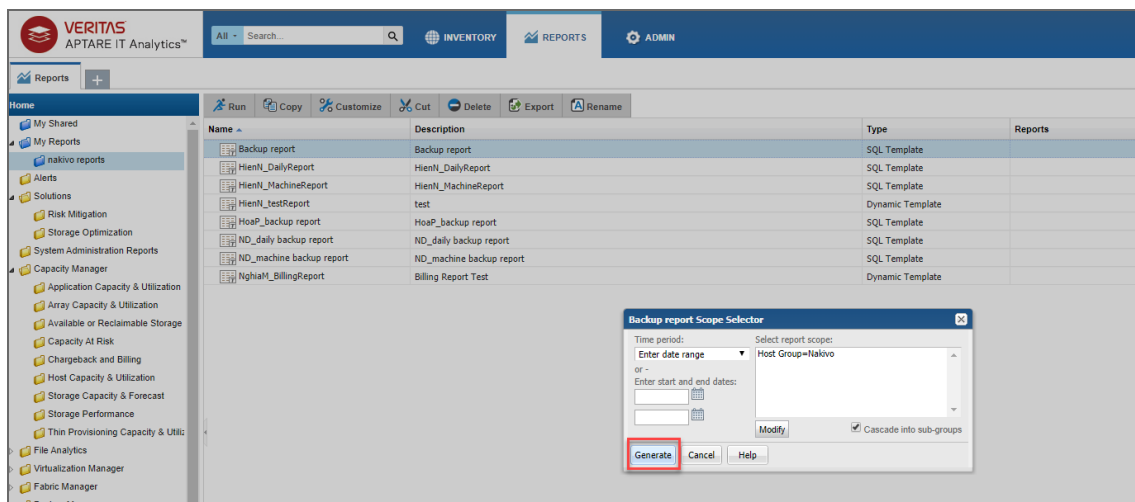 VERITAS
APTARE IT Analytics™
All Search... INVENTORY REPORTS ADMIN
Reports +
Home
My Shared
My Reports
nakivo reports
Alerts
Solutions
Risk Mitigation
Storage Optimization
System Administration Reports
Capacity Manager
Application Capacity & Utilization
Array Capacity & Utilization
Available or Reclaimable Storage
Capacity At Risk
Chargeback and Billing
Host Capacity & Utilization
Storage Capacity & Forecast
Storage Performance
Thin Provisioning Capacity & Utiliz
File Analytics
Virtualization Manager
Fabric Manager
Run Copy Customize Cut Delete Export Rename
Name Description Type Reports
Backup report Backup report SQL Template
HienN_DailyReport HienN_DailyReport SQL Template
HienN_MachineReport HienN_MachineReport SQL Template
HienN_testReport test Dynamic Template
HoaP_backup report HoaP_backup report SQL Template
ND_daily backup report ND_daily backup report SQL Template
ND_machine backup report ND_machine backup report SQL Template
NghiaM_BillingReport Billing Report Test Dynamic Template
Backup report Scope Selector
Time period: Select report scope:
Enter date range Host Group=Nakivo
or -
Enter start and end dates:
Modify Cascade into sub-groups
Generate Cancel Help